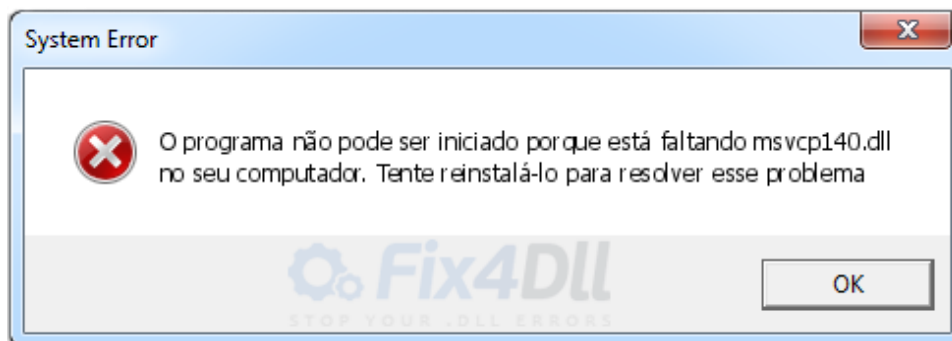 System Error
O programa não pode ser iniciado porque está faltando msvcp140.dll
no seu computador. Tente reinstalá-lo para resolver esse problema
Fix4Dll
STOP YOUR .DLL ERRORS
OK